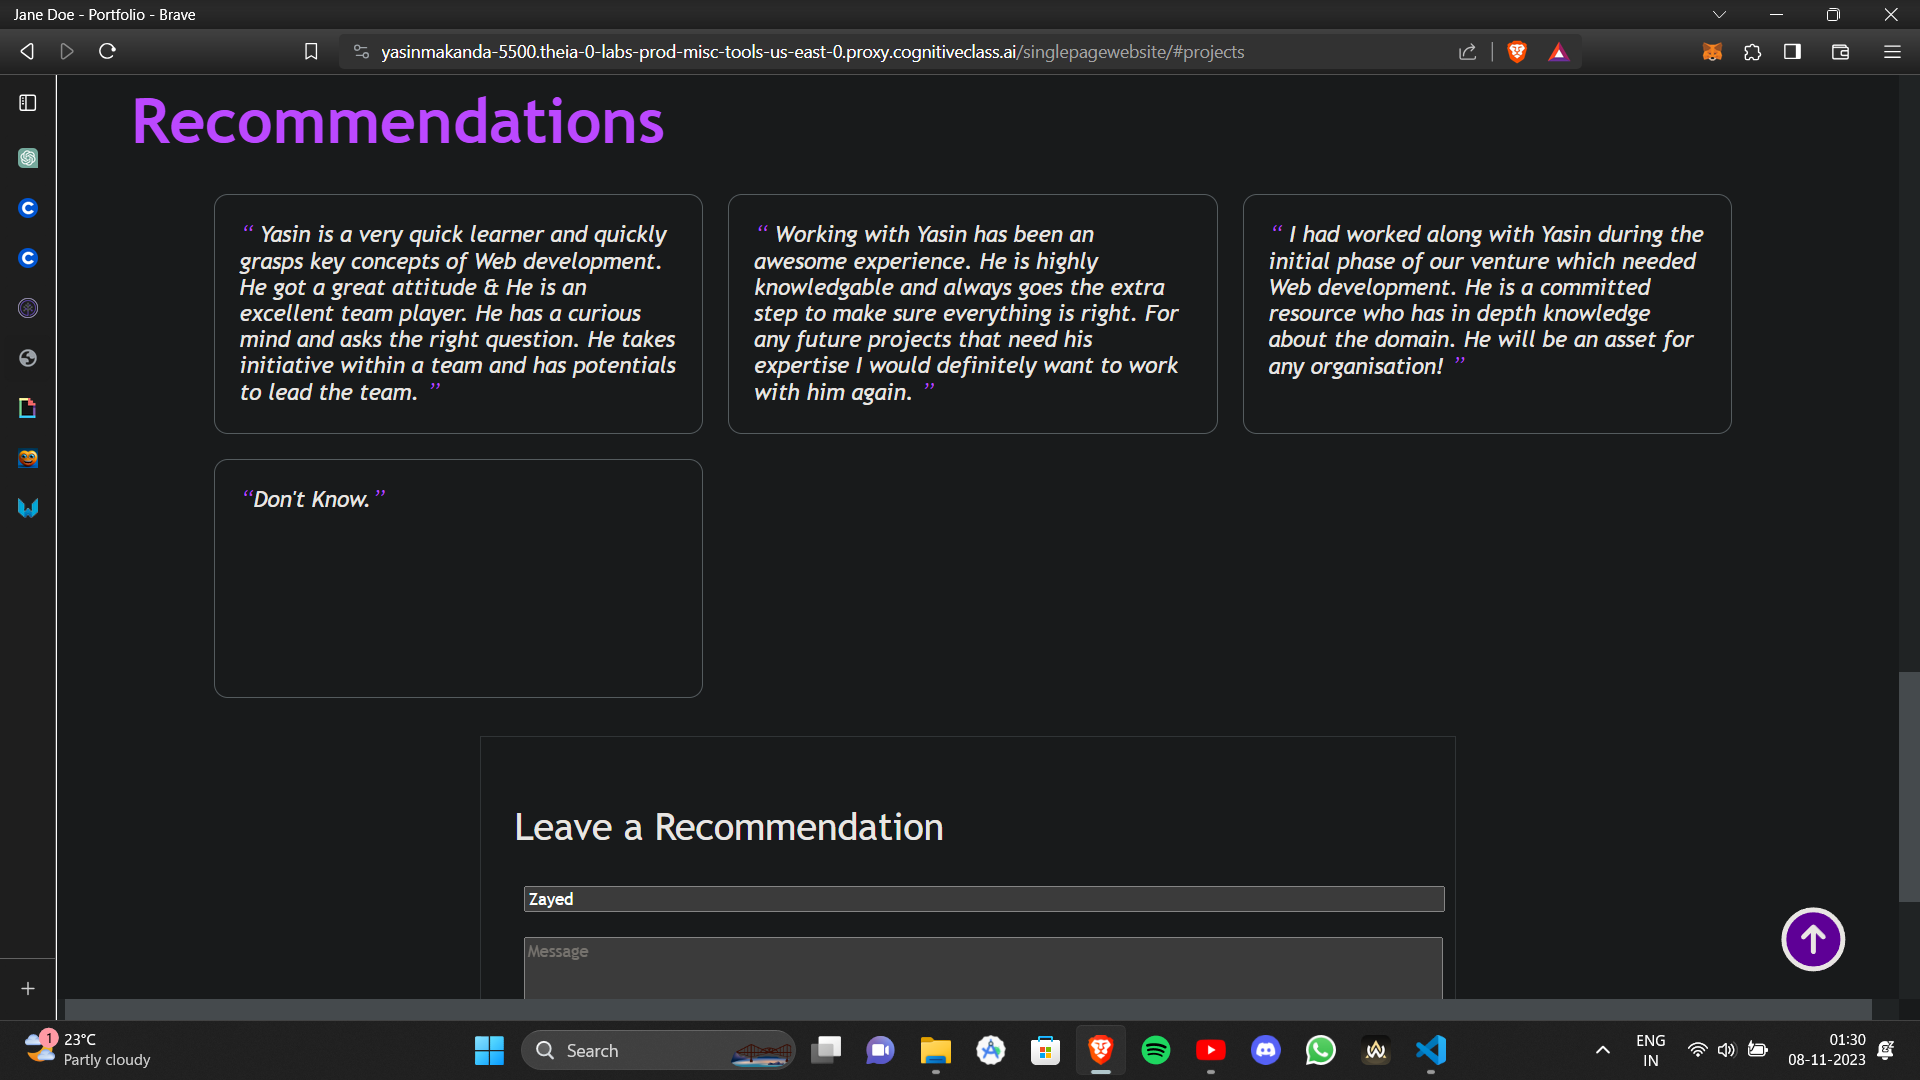 Jane Doe - Portfolio - Brave
yasinmakanda-5500.theia-0-labs-prod-misc-tools-us-east-0.proxy.cognitiveclass.ai/singlepagewebsite/#projects
Recommendations
“ Yasin is a very quick learner and quickly
grasps key concepts of Web development.
He got a great attitude & He is an
excellent team player. He has a curious
mind and asks the right question. He takes
initiative within a team and has potentials
to lead the team. ”
“ Working with Yasin has been an
awesome experience. He is highly
knowledgable and always goes the extra
step to make sure everything is right. For
any future projects that need his
expertise I would definitely want to work
with him again. ”
“ I had worked along with Yasin during the
initial phase of our venture which needed
Web development. He is a committed
resource who has in depth knowledge
about the domain. He will be an asset for
any organisation! ”
“Don't Know.”
Leave a Recommendation
Zayed
Message
1
23°C
Partly cloudy
Search
ENG
IN
01:30
08-11-2023